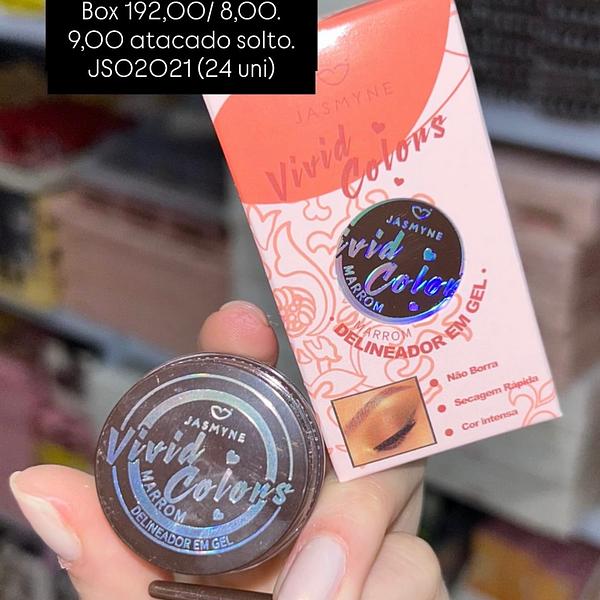 Box 192,00/ 8,00.
9,00 atacado solto.
JS02021 (24 uni)
JASMYNE
Vivid
Colors
JASMYNE
Vivid
Color
MARROM
MARROM
• DELINEADOR EM GEL •
Não Borra
Secagem Rápida
Cor intensa
JASMYNE
Vivid
Colors
MARROM
DELINEADOR EM GEL